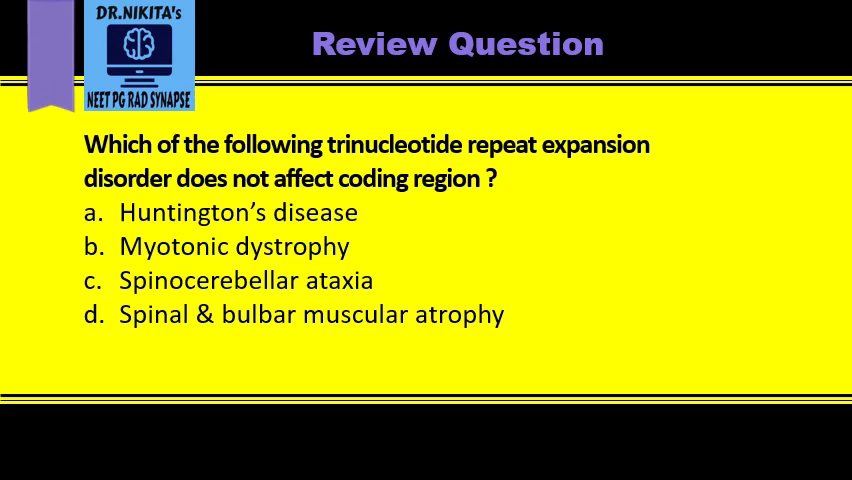 DR.NIKITA's
NEET PG RAD SYNAPSE
Review Question
Which of the following trinucleotide repeat expansion
disorder does not affect coding region ?
a. Huntington’s disease
b. Myotonic dystrophy
c. Spinocerebellar ataxia
d. Spinal & bulbar muscular atrophy